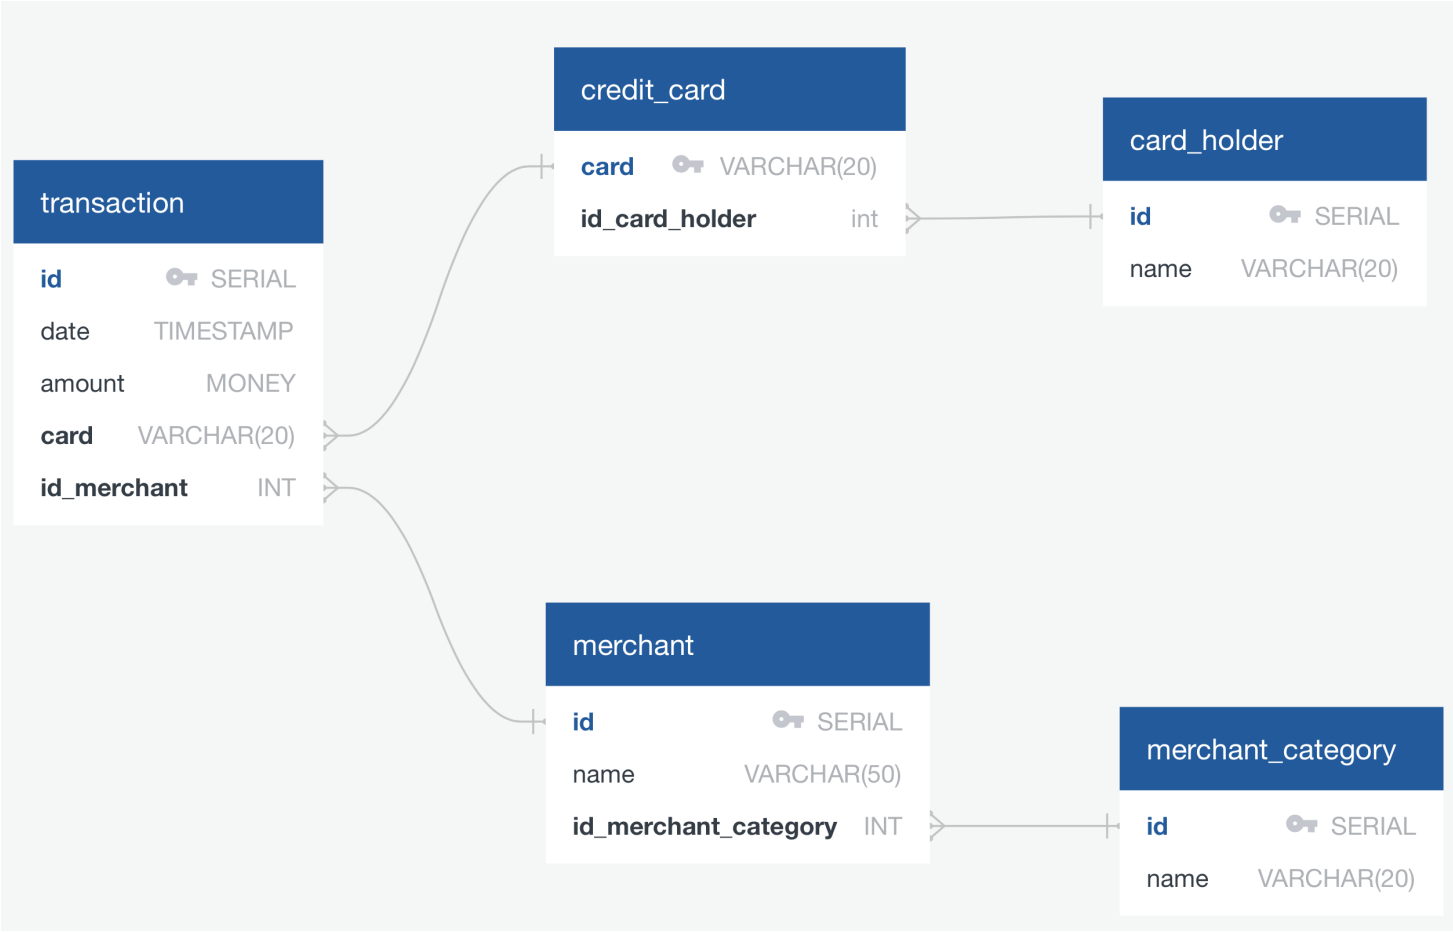 transaction
id SERIAL
date TIMESTAMP
amount MONEY
card VARCHAR(20)
id_merchant INT
credit_card
card VARCHAR(20)
id_card_holder int
card_holder
id SERIAL
name VARCHAR(20)
merchant
id SERIAL
name VARCHAR(50)
id_merchant_category INT
merchant_category
id SERIAL
name VARCHAR(20)